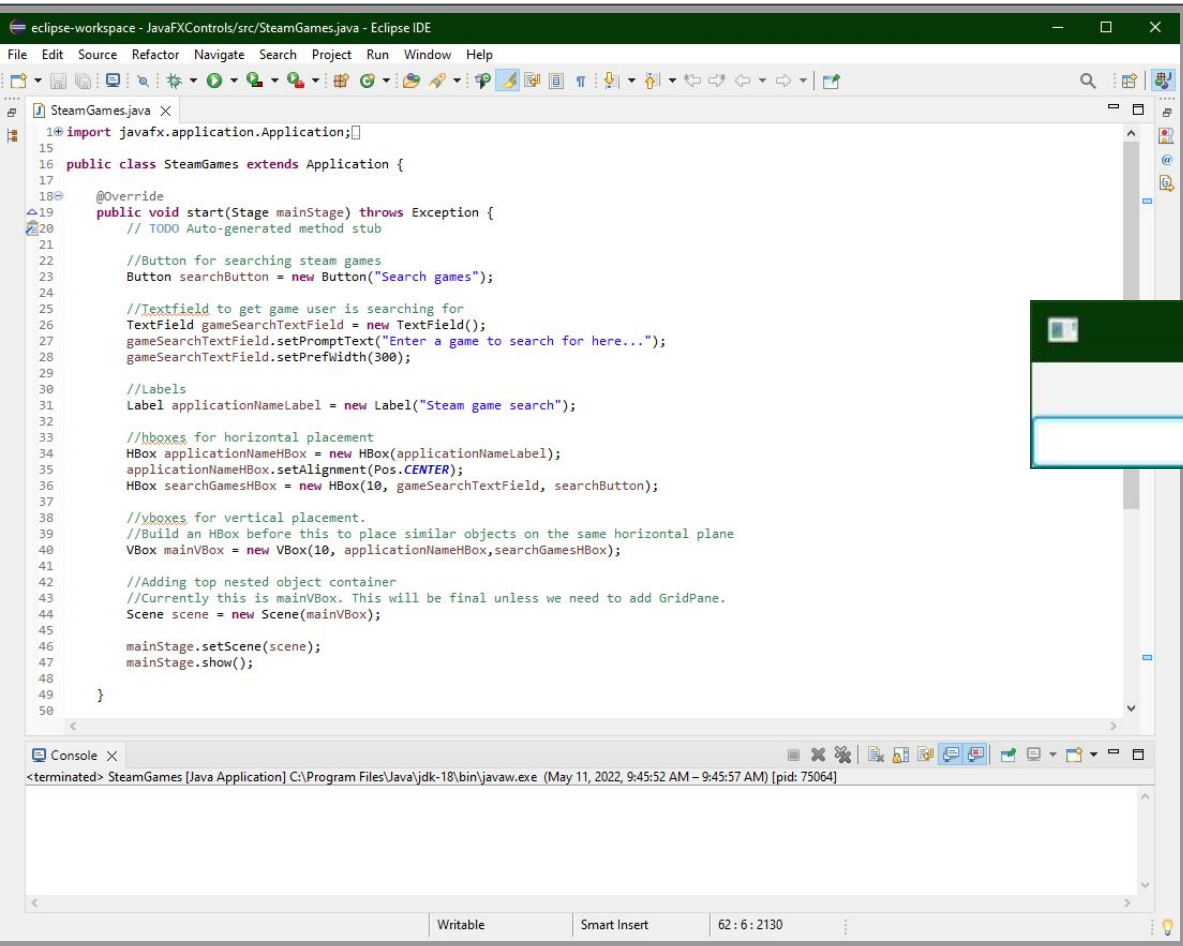 eclipse-workspace - JavaFXControls/src/SteamGames.java - Eclipse IDE
File Edit Source Refactor Navigate Search Project Run Window Help
SteamGames.java
1 import javafx.application.Application;
15
16 public class SteamGames extends Application {
17
18 @Override
19 public void start(Stage mainStage) throws Exception {
20 // TODO Auto-generated method stub
21
22 //Button for searching steam games
23 Button searchButton = new Button("Search games");
24
25 //Textfield to get game user is searching for
26 TextField gameSearchTextField = new TextField();
27 gameSearchTextField.setPromptText("Enter a game to search for here...");
28 gameSearchTextField.setPrefWidth(300);
29
30 //Labels
31 Label applicationNameLabel = new Label("Steam game search");
32
33 //hboxes for horizontal placement
34 HBox applicationNameHBox = new HBox(applicationNameLabel);
35 applicationNameHBox.setAlignment(Pos.CENTER);
36 HBox searchGamesHBox = new HBox(10, gameSearchTextField, searchButton);
37
38 //vboxes for vertical placement.
39 //Build an HBox before this to place similar objects on the same horizontal plane
40 VBox mainVBox = new VBox(10, applicationNameHBox,searchGamesHBox);
41
42 //Adding top nested object container
43 //Currently this is mainVBox. This will be final unless we need to add GridPane.
44 Scene scene = new Scene(mainVBox);
45
46 mainStage.setScene(scene);
47 mainStage.show();
48
49 }
50
Console
<terminated> SteamGames [Java Application] C:\Program Files\Java\jdk-18\bin\javaw.exe (May 11, 2022, 9:45:52 AM – 9:45:57 AM) [pid: 75064]
Writable Smart Insert 62 : 6 : 2130